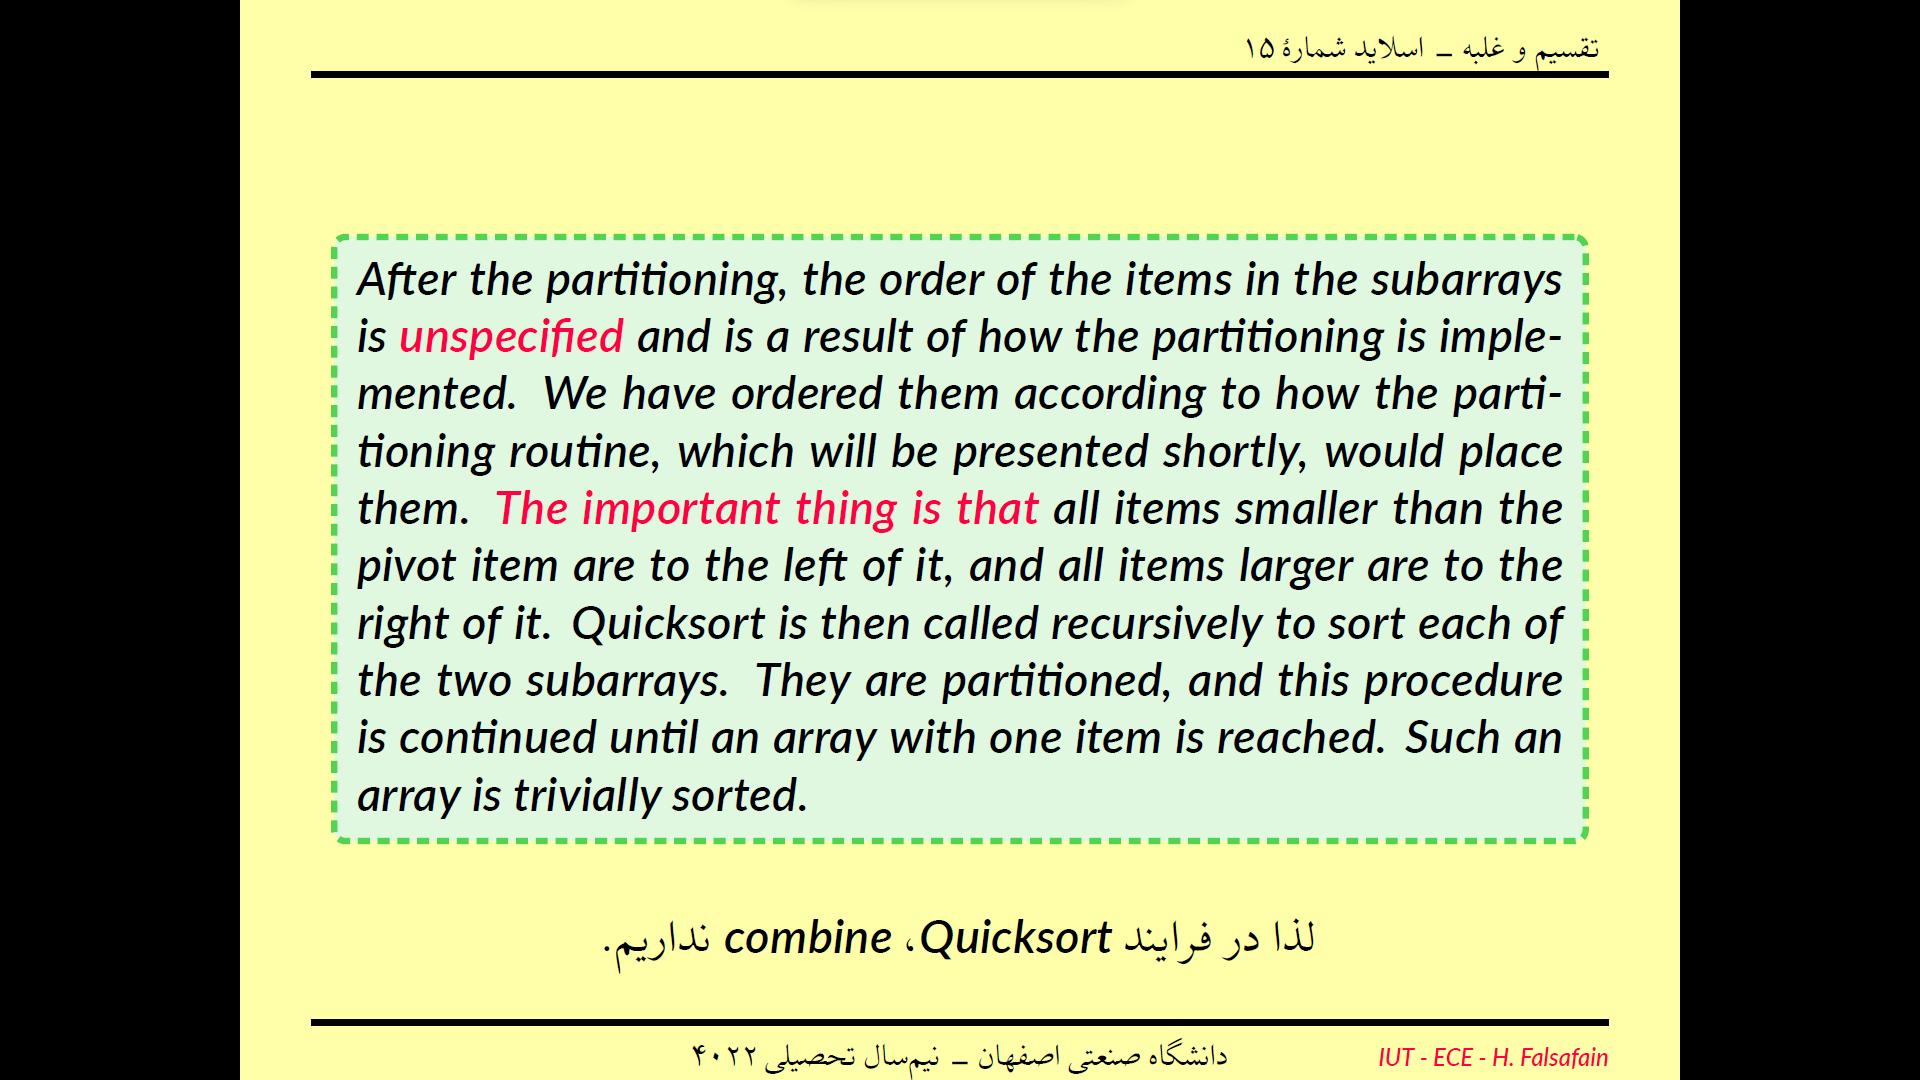 تقسیم و غلبه – اسلاید شمارهٔ ۱۵
After the partitioning, the order of the items in the subarrays
is unspecified and is a result of how the partitioning is imple-
mented. We have ordered them according to how the parti-
tioning routine, which will be presented shortly, would place
them. The important thing is that all items smaller than the
pivot item are to the left of it, and all items larger are to the
right of it. Quicksort is then called recursively to sort each of
the two subarrays. They are partitioned, and this procedure
is continued until an array with one item is reached. Such an
array is trivially sorted.
لذا در فرایند Quicksort، combine نداریم.
دانشگاه صنعتی اصفهان – نیم‌سال تحصیلی ۴۰۲۲
IUT - ECE - H. Falsafain